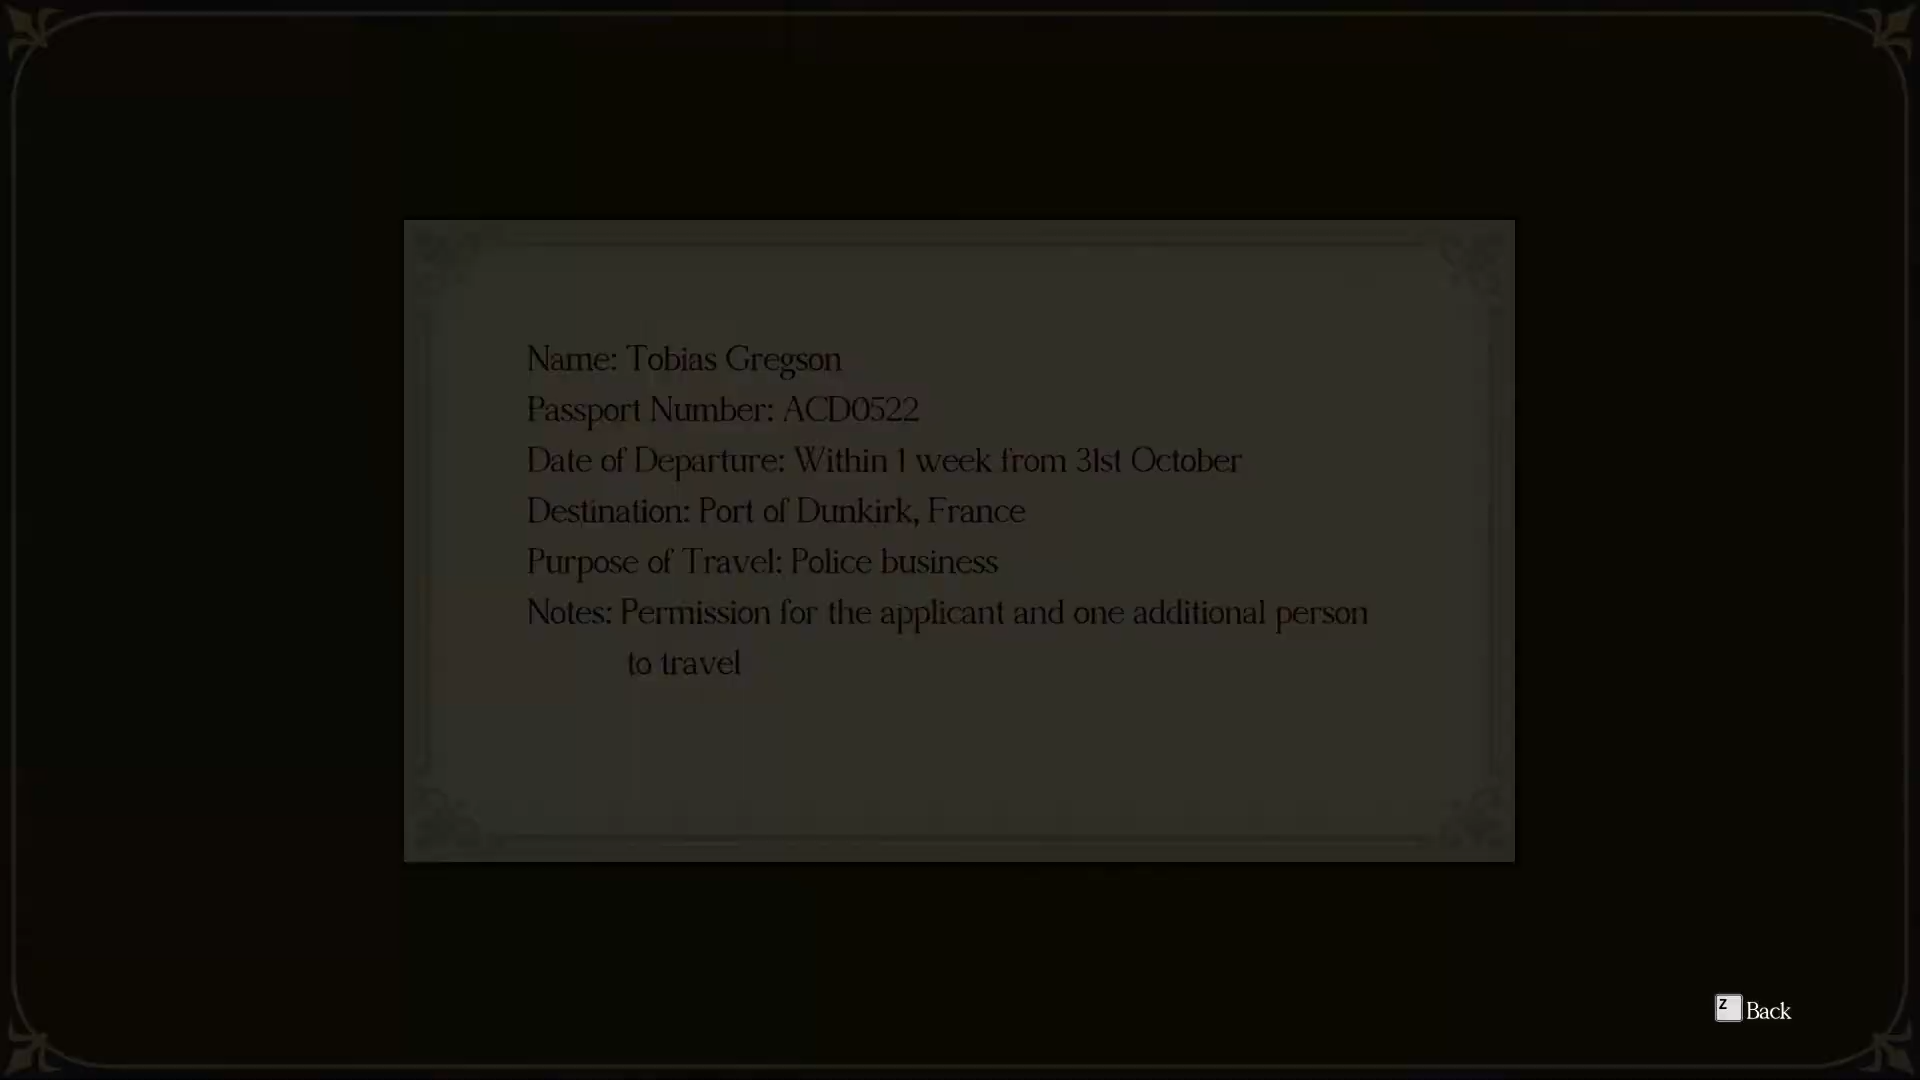 Name: Tobias Gregson
Passport Number: ACD0522
Date of Departure: Within 1 week from 31st October
Destination: Port of Dunkirk, France
Purpose of Travel: Police business
Notes: Permission for the applicant and one additional person
to travel
Z Back